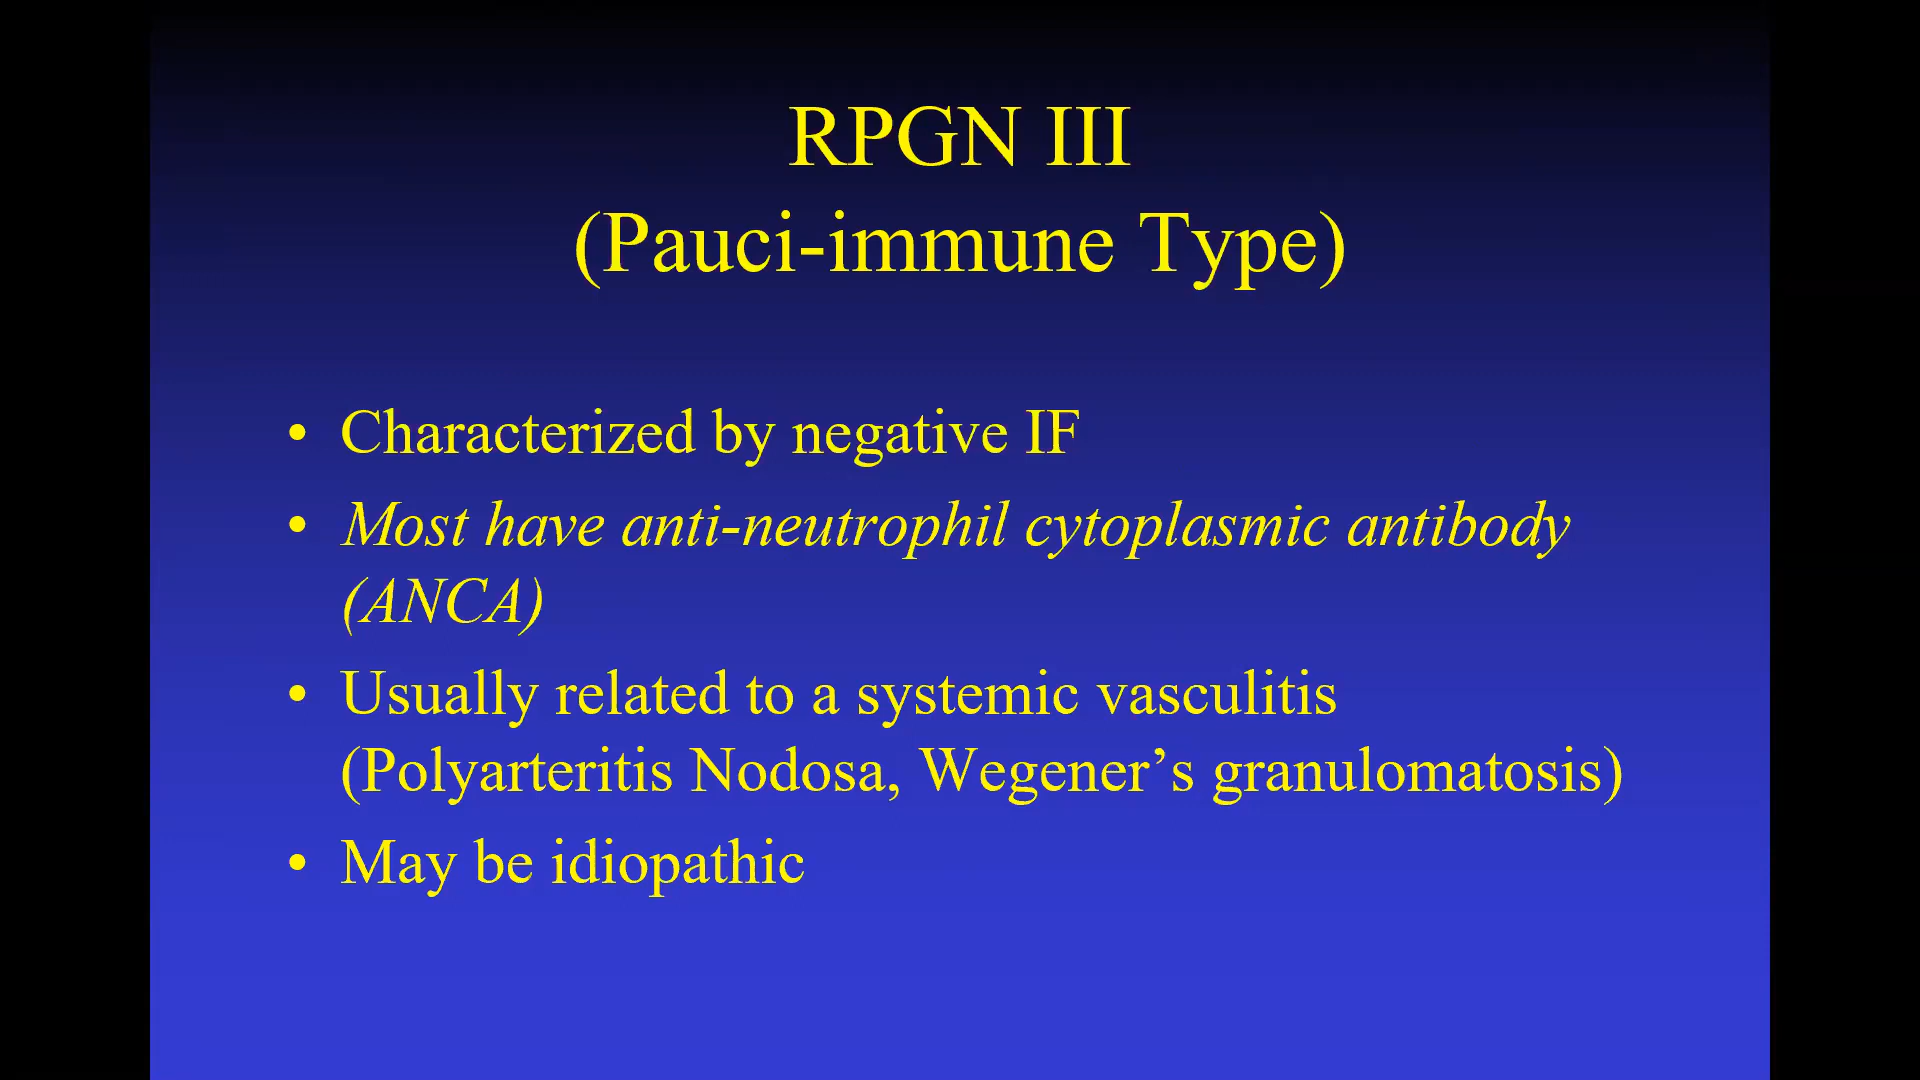 RPGN III
(Pauci-immune Type)
• Characterized by negative IF
• Most have anti-neutrophil cytoplasmic antibody
(ANCA)
• Usually related to a systemic vasculitis
(Polyarteritis Nodosa, Wegener’s granulomatosis)
• May be idiopathic